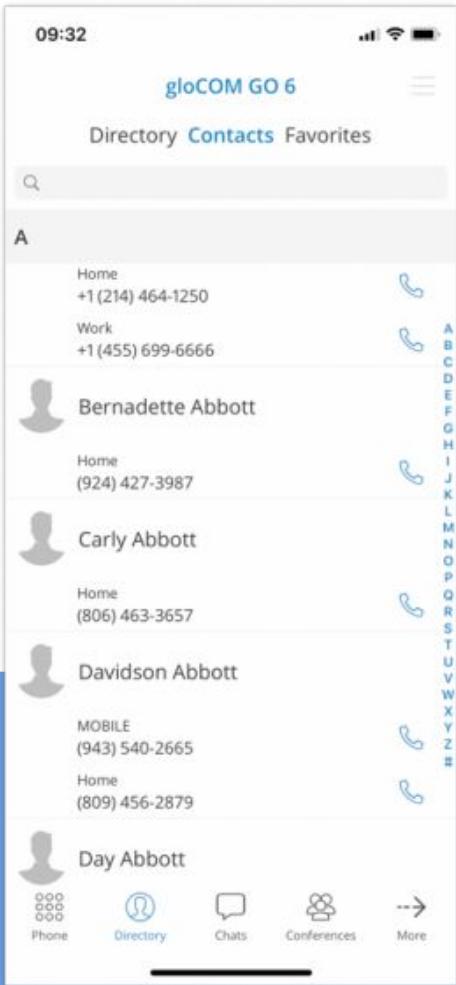 09:32
gloCOM GO 6
Directory Contacts Favorites
A
Home
+1 (214) 464-1250
Work
+1 (455) 699-6666
Bernadette Abbott
Home
(924) 427-3987
Carly Abbott
Home
(806) 463-3657
Davidson Abbott
MOBILE
(943) 540-2665
Home
(809) 456-2879
Day Abbott
A
B
C
D
E
F
G
H
I
J
K
L
M
N
O
P
Q
R
S
T
U
V
W
X
Y
Z
#
Phone Directory Chats Conferences More